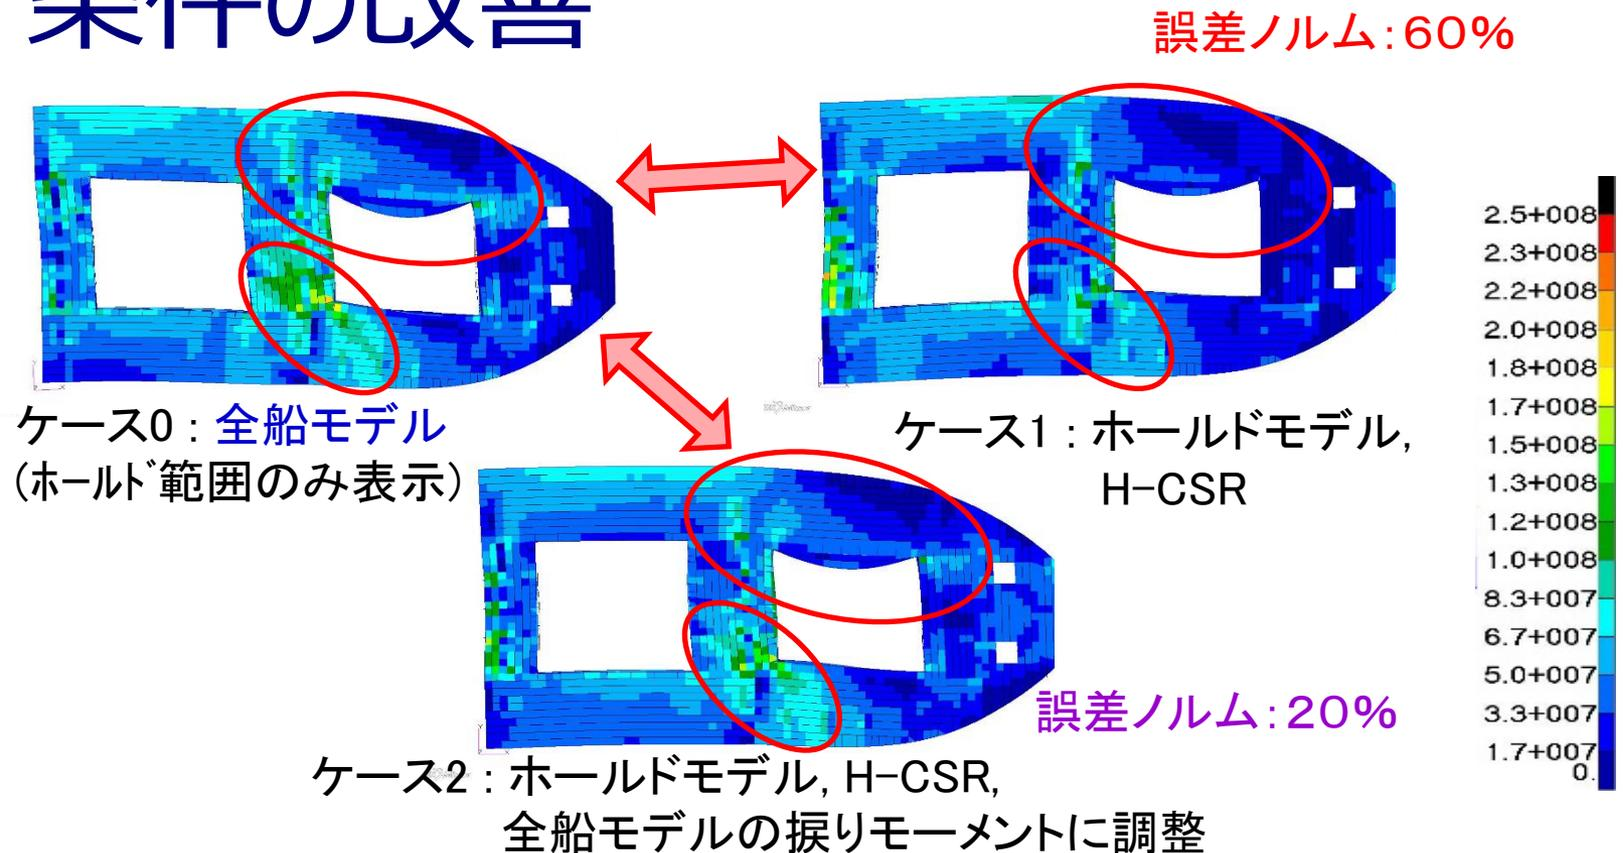 条件の改善
誤差ノルム：60%
ケース0：全船モデル
(ﾎｰﾙﾄﾞ範囲のみ表示)
ケース1：ホールドモデル,
H-CSR
誤差ノルム：20%
ケース2：ホールドモデル, H-CSR,
全船モデルの捩りモーメントに調整
2.5+008
2.3+008
2.2+008
2.0+008
1.8+008
1.7+008
1.5+008
1.3+008
1.2+008
1.0+008
8.3+007
6.7+007
5.0+007
3.3+007
1.7+007
0.